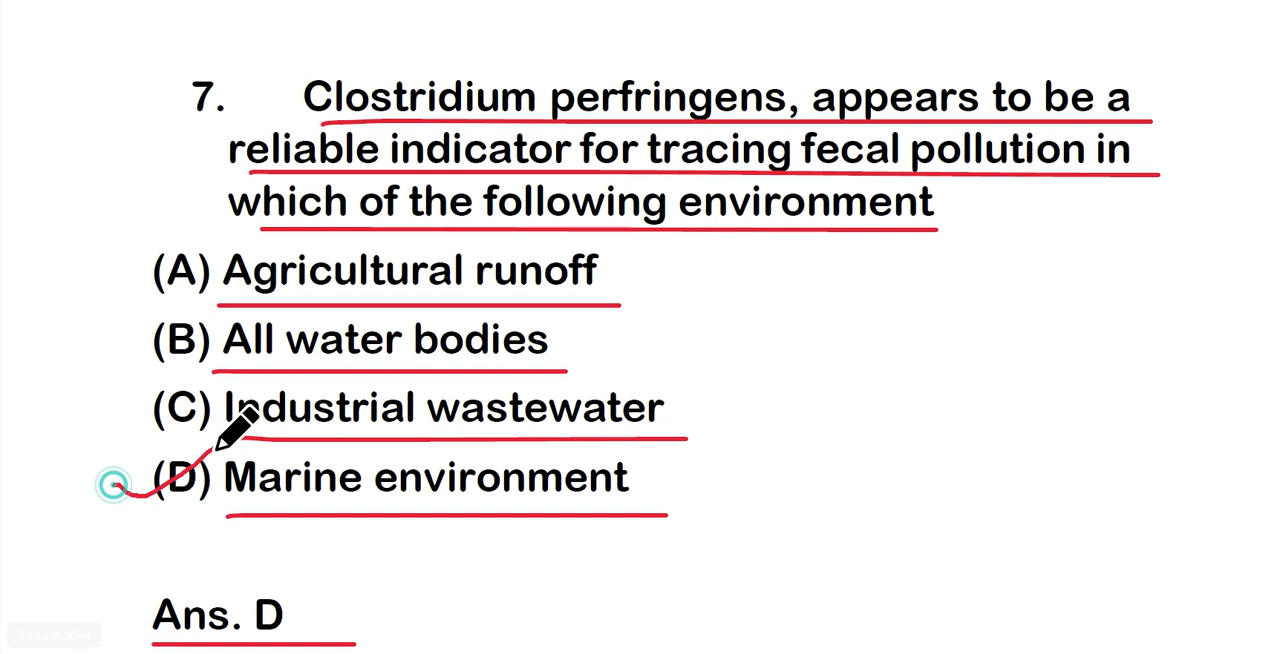 7. Clostridium perfringens, appears to be a
reliable indicator for tracing fecal pollution in
which of the following environment
(A) Agricultural runoff
(B) All water bodies
(C) Industrial wastewater
(D) Marine environment
Ans. D